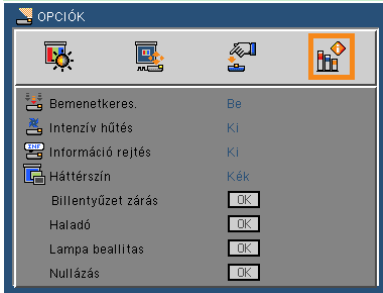 OPCIÓK
Bemenetkeres. Be
Intenzív hűtés Ki
INF Információ rejtés Ki
Háttérszín Kék
Billentyűzet zárás OK
Haladó OK
Lampa beallitas OK
Nullázás OK